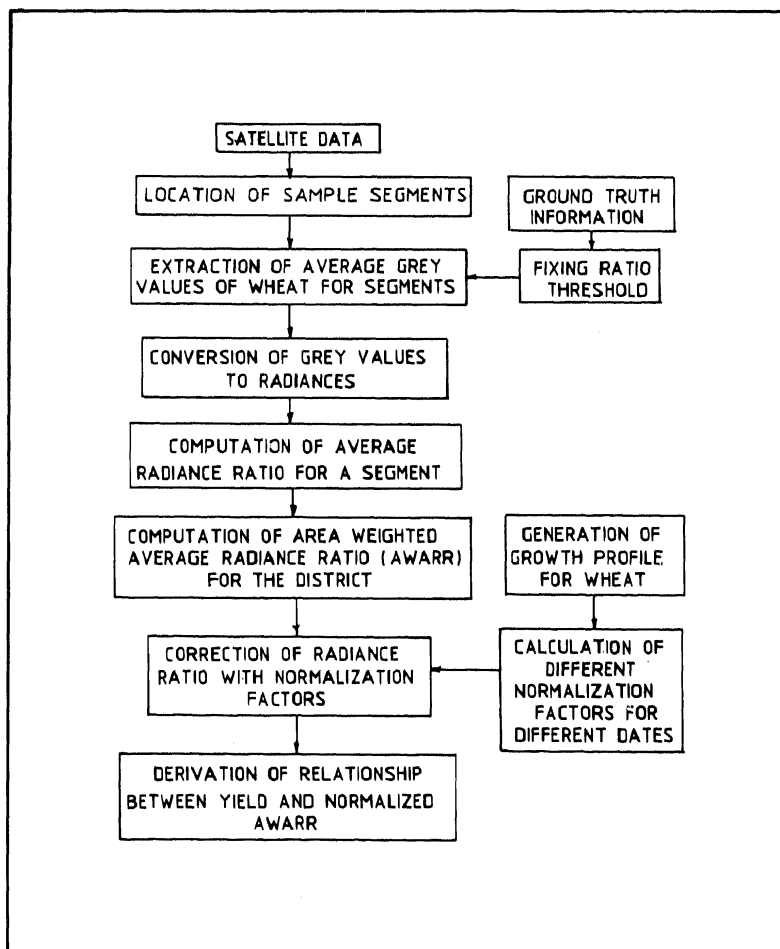 SATELLITE DATA
LOCATION OF SAMPLE SEGMENTS
GROUND TRUTH
INFORMATION
EXTRACTION OF AVERAGE GREY
VALUES OF WHEAT FOR SEGMENTS
FIXING RATIO
THRESHOLD
CONVERSION OF GREY VALUES
TO RADIANCES
COMPUTATION OF AVERAGE
RADIANCE RATIO FOR A SEGMENT
COMPUTATION OF AREA WEIGHTED
AVERAGE RADIANCE RATIO (AWARR)
FOR THE DISTRICT
GENERATION OF
GROWTH PROFILE
FOR WHEAT
CORRECTION OF RADIANCE
RATIO WITH NORMALIZATION
FACTORS
CALCULATION OF
DIFFERENT
NORMALIZATION
FACTORS FOR
DIFFERENT DATES
DERIVATION OF RELATIONSHIP
BETWEEN YIELD AND NORMALIZED
AWARR